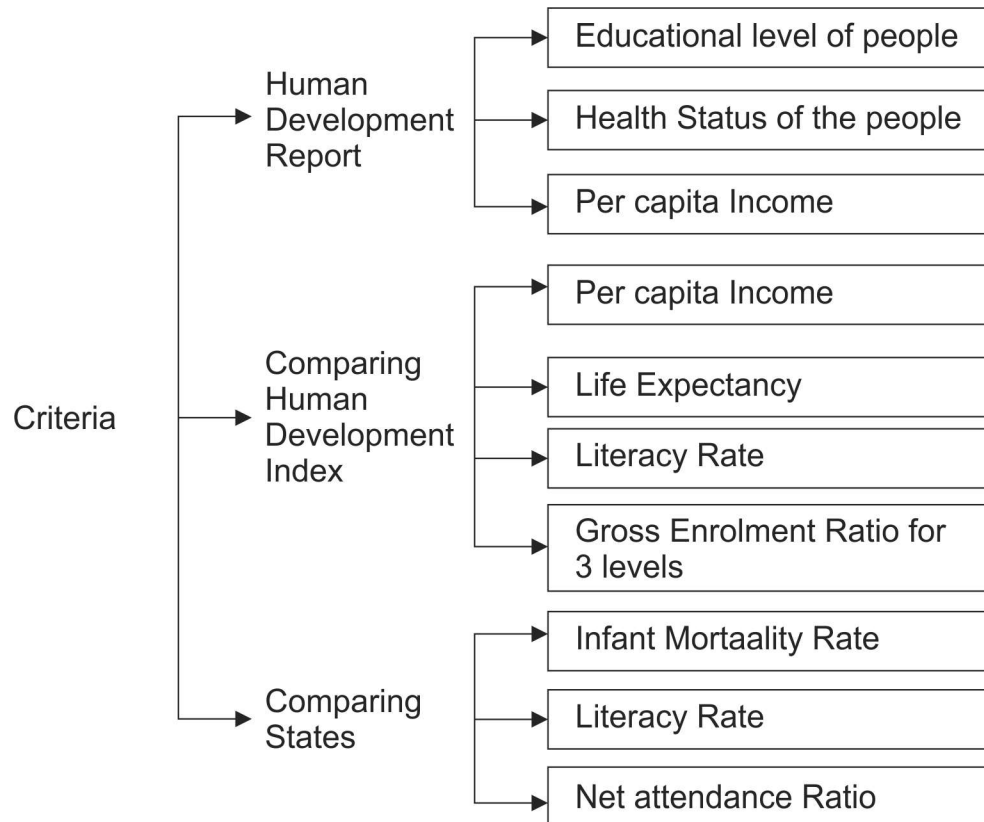 Criteria
Human
Development
Report
Educational level of people
Health Status of the people
Per capita Income
Comparing
Human
Development
Index
Per capita Income
Life Expectancy
Literacy Rate
Gross Enrolment Ratio for
3 levels
Comparing
States
Infant Mortaality Rate
Literacy Rate
Net attendance Ratio